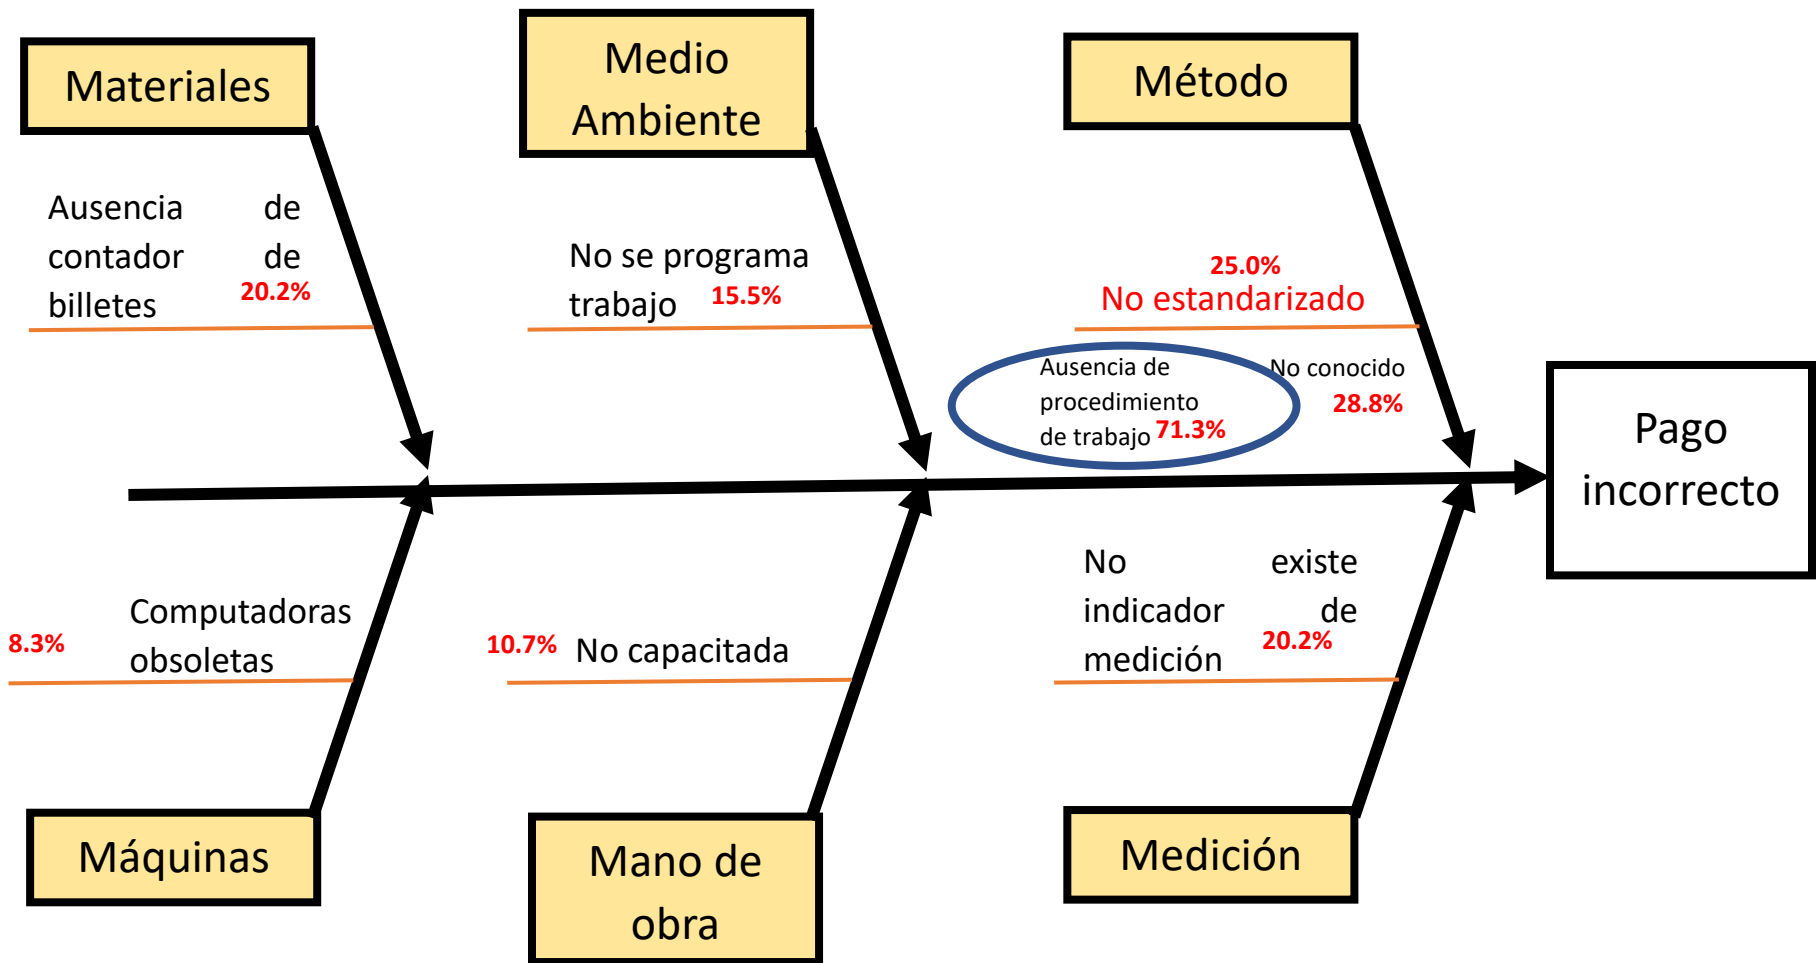 Materiales
Medio
Ambiente
Método
Ausencia de
contador de
billetes 20.2%
No se programa
trabajo 15.5%
25.0%
No estandarizado
Ausencia de
procedimiento
de trabajo 71.3%
No conocido
28.8%
Pago
incorrecto
8.3%
Computadoras
obsoletas
10.7% No capacitada
No existe
indicador de
medición 20.2%
Máquinas
Mano de
obra
Medición